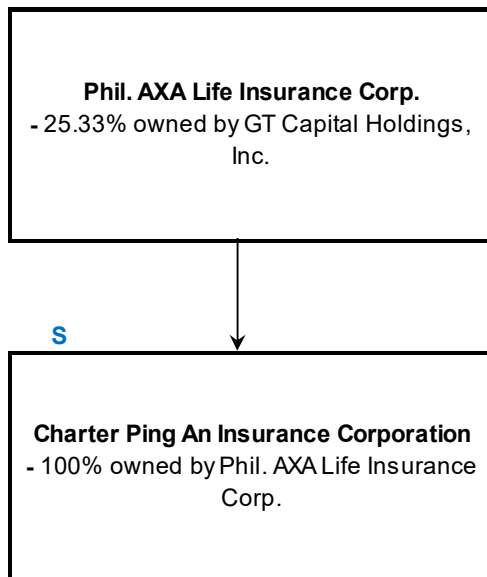 Phil. AXA Life Insurance Corp.
- 25.33% owned by GT Capital Holdings,
Inc.
S
Charter Ping An Insurance Corporation
- 100% owned by Phil. AXA Life Insurance
Corp.